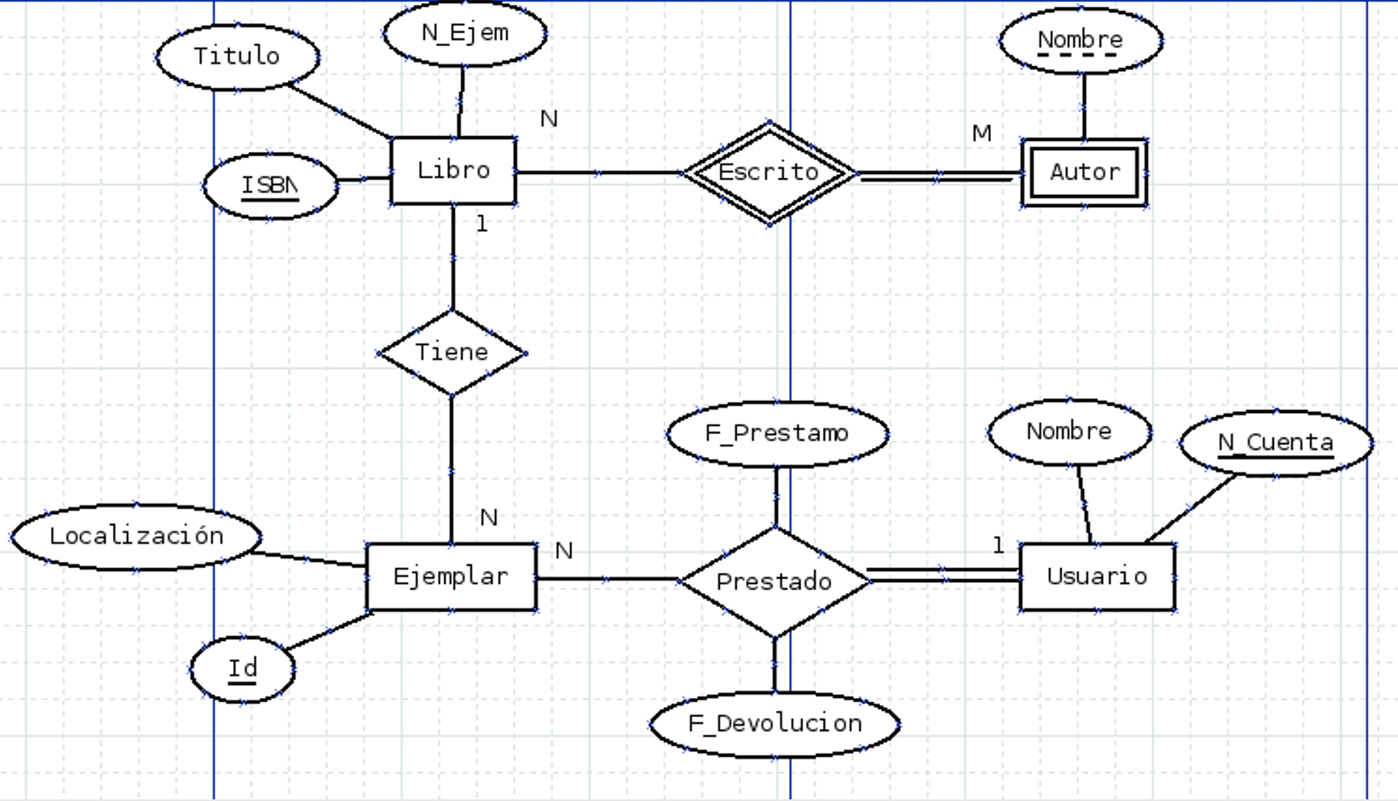 N_Ejem
Nombre
Titulo
N
M
Libro
Escrito
Autor
ISBN
1
Tiene
F_Prestamo
Nombre
N_Cuenta
N
Localización
N
1
Ejemplar
Prestado
Usuario
Id
F_Devolucion